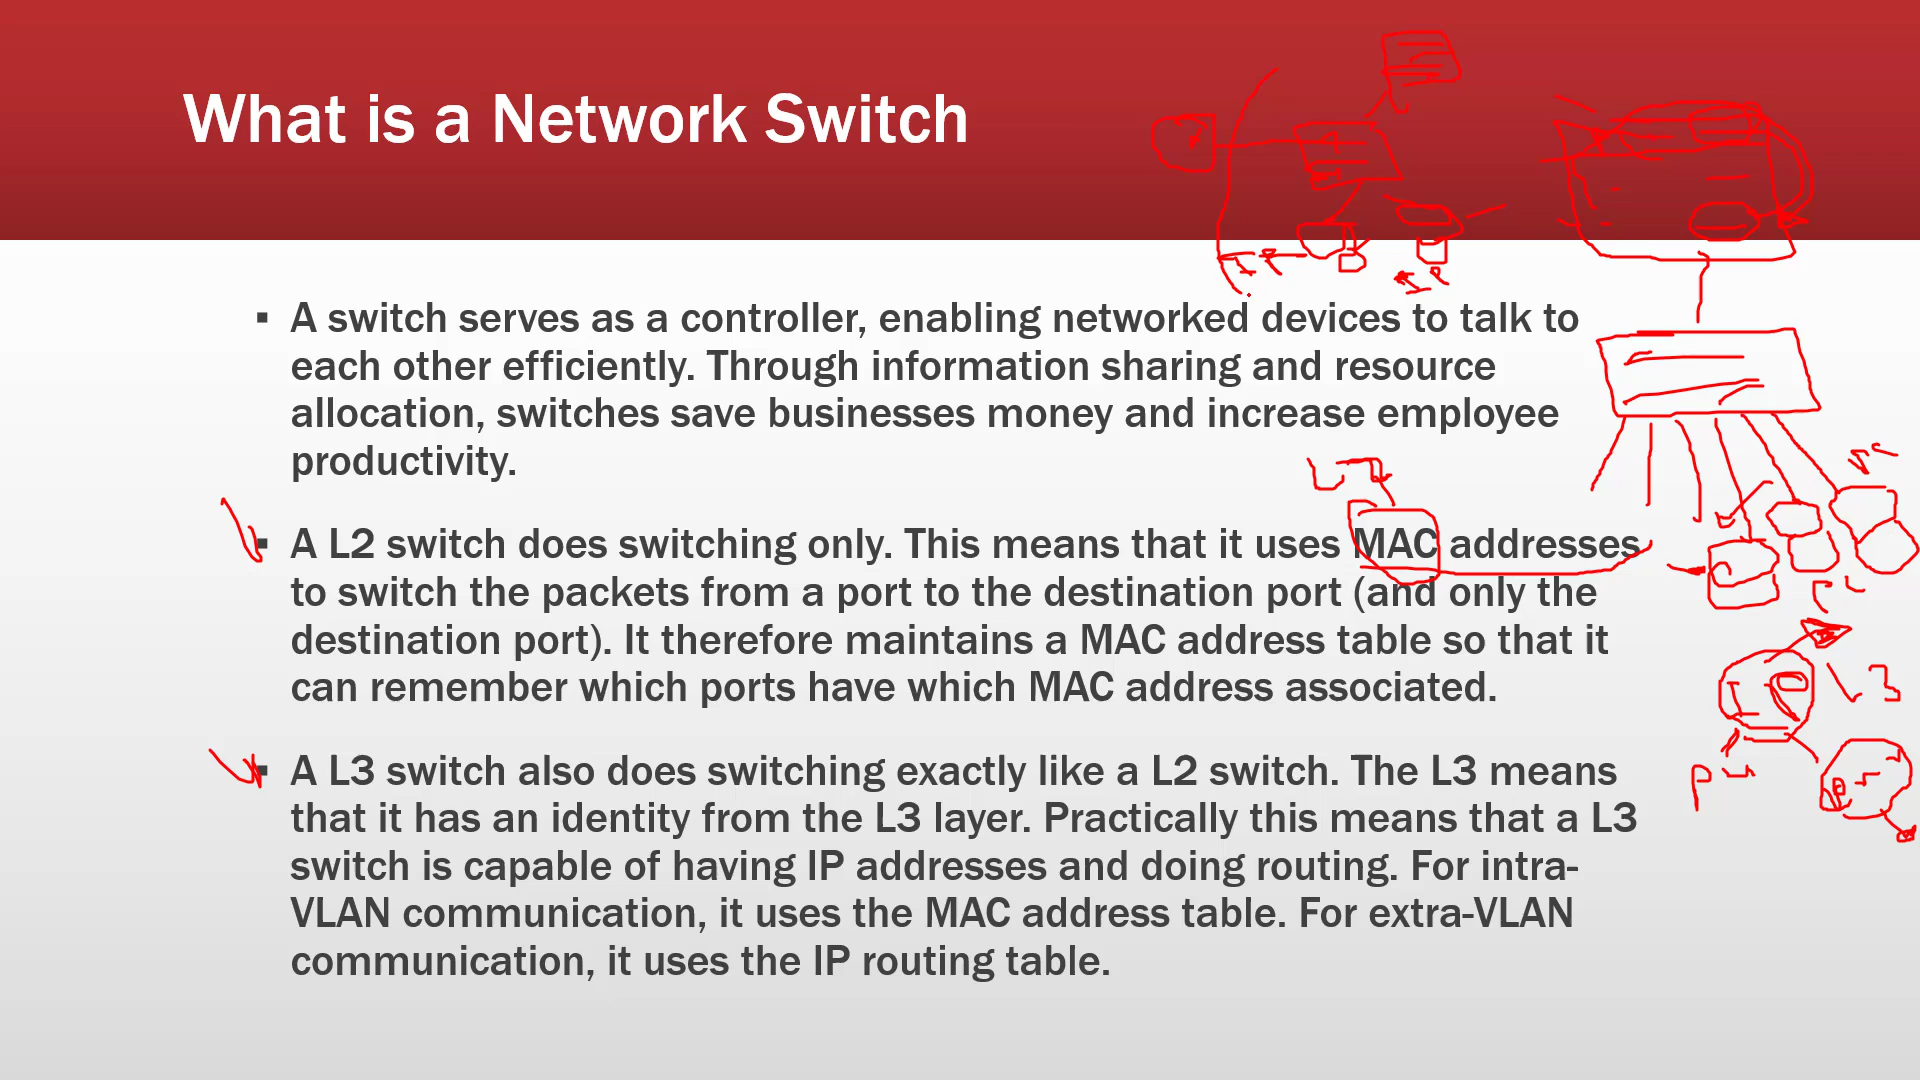 What is a Network Switch
▪ A switch serves as a controller, enabling networked devices to talk to
each other efficiently. Through information sharing and resource
allocation, switches save businesses money and increase employee
productivity.
▪ A L2 switch does switching only. This means that it uses MAC addresses
to switch the packets from a port to the destination port (and only the
destination port). It therefore maintains a MAC address table so that it
can remember which ports have which MAC address associated.
▪ A L3 switch also does switching exactly like a L2 switch. The L3 means
that it has an identity from the L3 layer. Practically this means that a L3
switch is capable of having IP addresses and doing routing. For intra-
VLAN communication, it uses the MAC address table. For extra-VLAN
communication, it uses the IP routing table.
L3